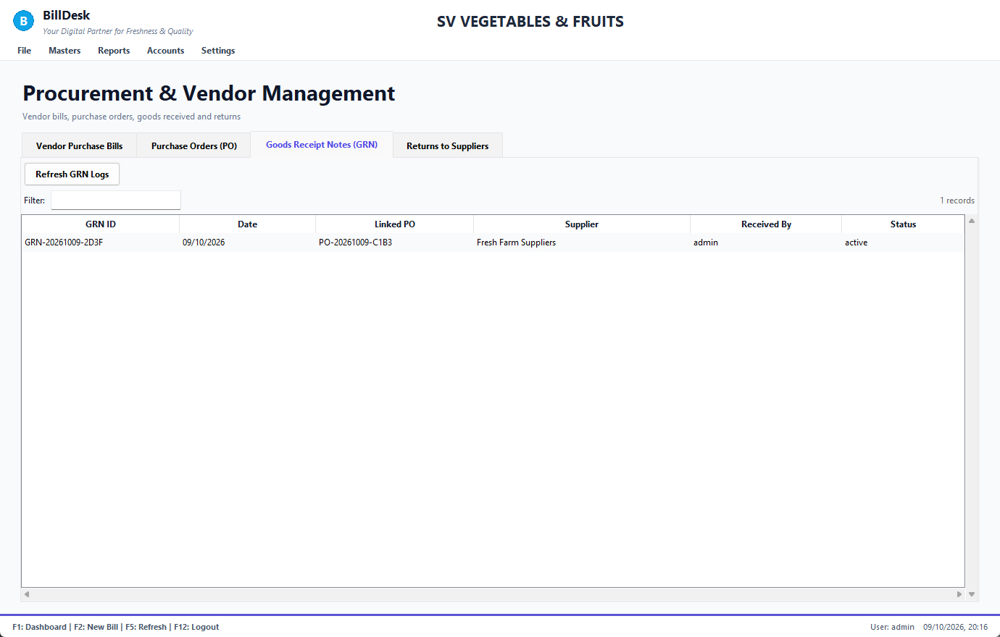 B
BillDesk
Your Digital Partner for Freshness & Quality
SV VEGETABLES & FRUITS
File Masters Reports Accounts Settings
Procurement & Vendor Management
Vendor bills, purchase orders, goods received and returns
Vendor Purchase Bills Purchase Orders (PO) Goods Receipt Notes (GRN) Returns to Suppliers
Refresh GRN Logs
Filter: 1 records
GRN ID Date Linked PO Supplier Received By Status
GRN-20261009-2D3F 09/10/2026 PO-20261009-C1B3 Fresh Farm Suppliers admin active
F1: Dashboard | F2: New Bill | F5: Refresh | F12: Logout User: admin 09/10/2026, 20:16